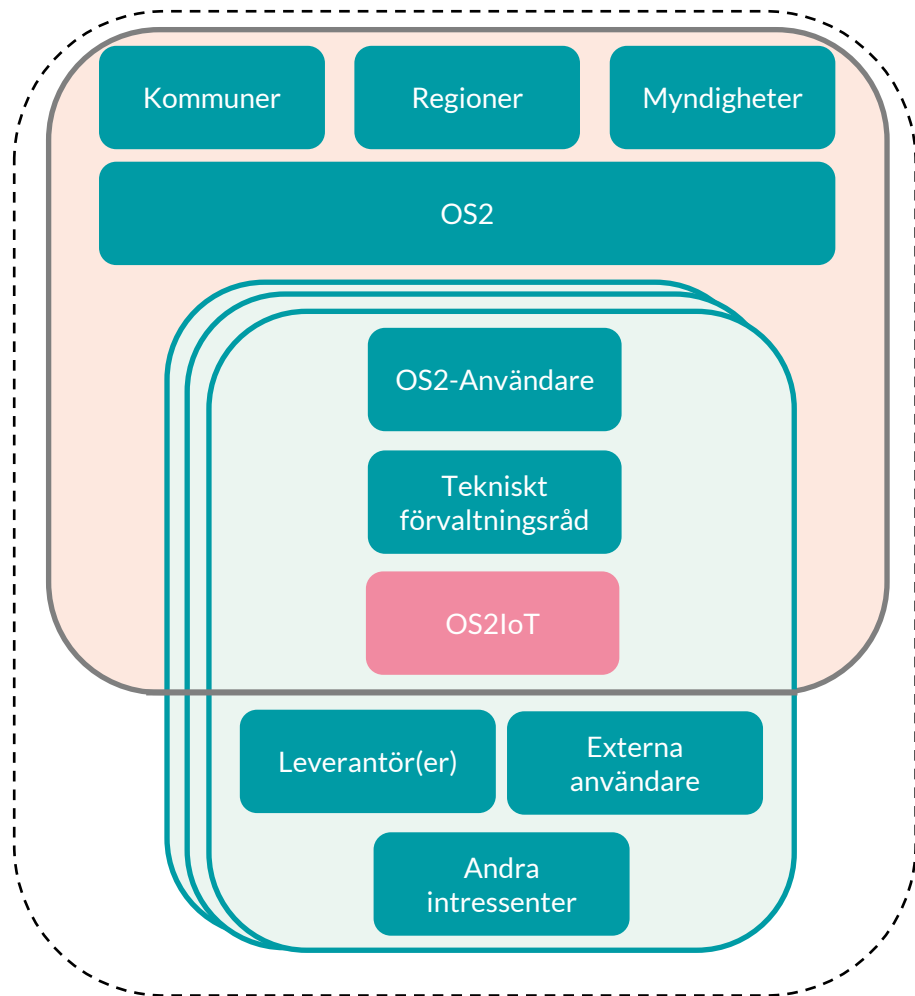 Kommuner
Regioner
Myndigheter
OS2
OS2-Användare
Tekniskt
förvaltningsråd
OS2IoT
Leverantör(er)
Externa
användare
Andra
intressenter